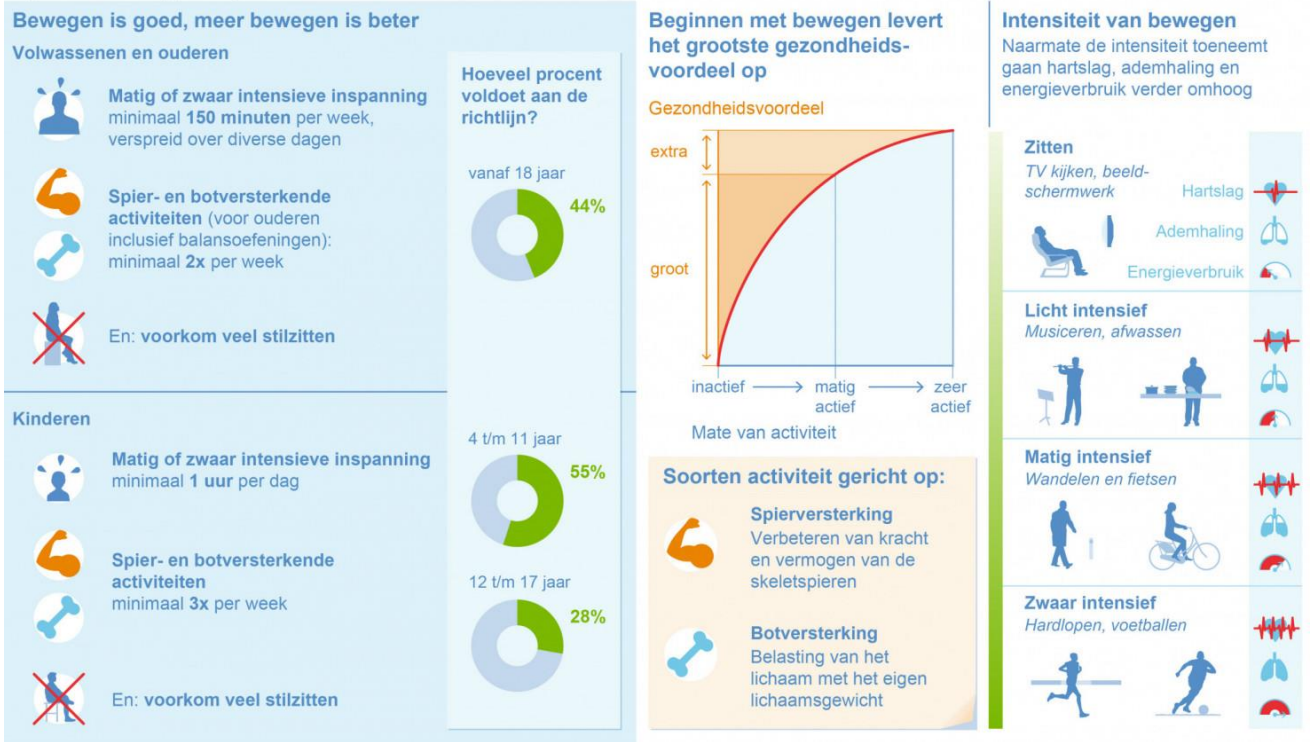 Bewegen is goed, meer bewegen is beter
Volwassenen en ouderen
Matig of zwaar intensieve inspanning
minimaal 150 minuten per week,
verspreid over diverse dagen
Spier- en botversterkende
activiteiten (voor ouderen
inclusief balansoefeningen):
minimaal 2x per week
En: voorkom veel stilzitten
Hoeveel procent
voldoet aan de
richtlijn?
vanaf 18 jaar
44%
Kinderen
Matig of zwaar intensieve inspanning
minimaal 1 uur per dag
Spier- en botversterkende
activiteiten
minimaal 3x per week
En: voorkom veel stilzitten
4 t/m 11 jaar
55%
12 t/m 17 jaar
28%
Beginnen met bewegen levert
het grootste gezondheids-
voordeel op
Gezondheidsvoordeel
extra
groot
inactief
matig
actief
zeer
actief
Mate van activiteit
Soorten activiteit gericht op:
Spierversterking
Verbeteren van kracht
en vermogen van de
skeletspieren
Botversterking
Belasting van het
lichaam met het eigen
lichaamsgewicht
Intensiteit van bewegen
Naarmate de intensiteit toeneemt
gaan hartslag, ademhaling en
energieverbruik verder omhoog
Zitten
TV kijken, beeld-
schermwerk
Hartslag
Ademhaling
Energieverbruik
Licht intensief
Musiceren, afwassen
Matig intensief
Wandelen en fietsen
Zwaar intensief
Hardlopen, voetballen